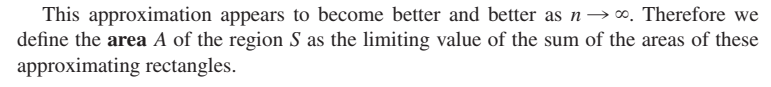 This approximation appears to become better and better as n → ∞. Therefore we
define the area A of the region S as the limiting value of the sum of the areas of these
approximating rectangles.